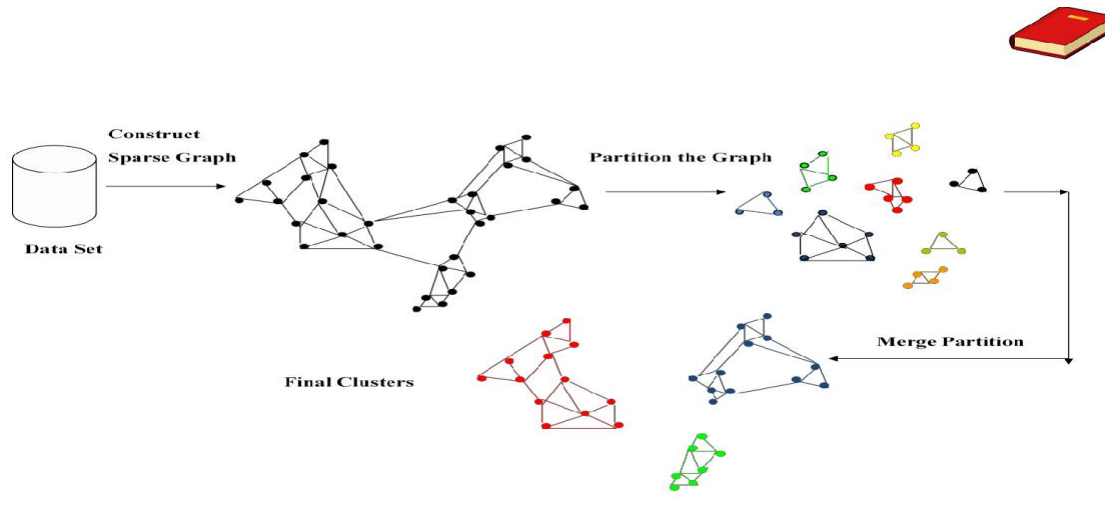 Construct
Sparse Graph
Partition the Graph
Data Set
Merge Partition
Final Clusters